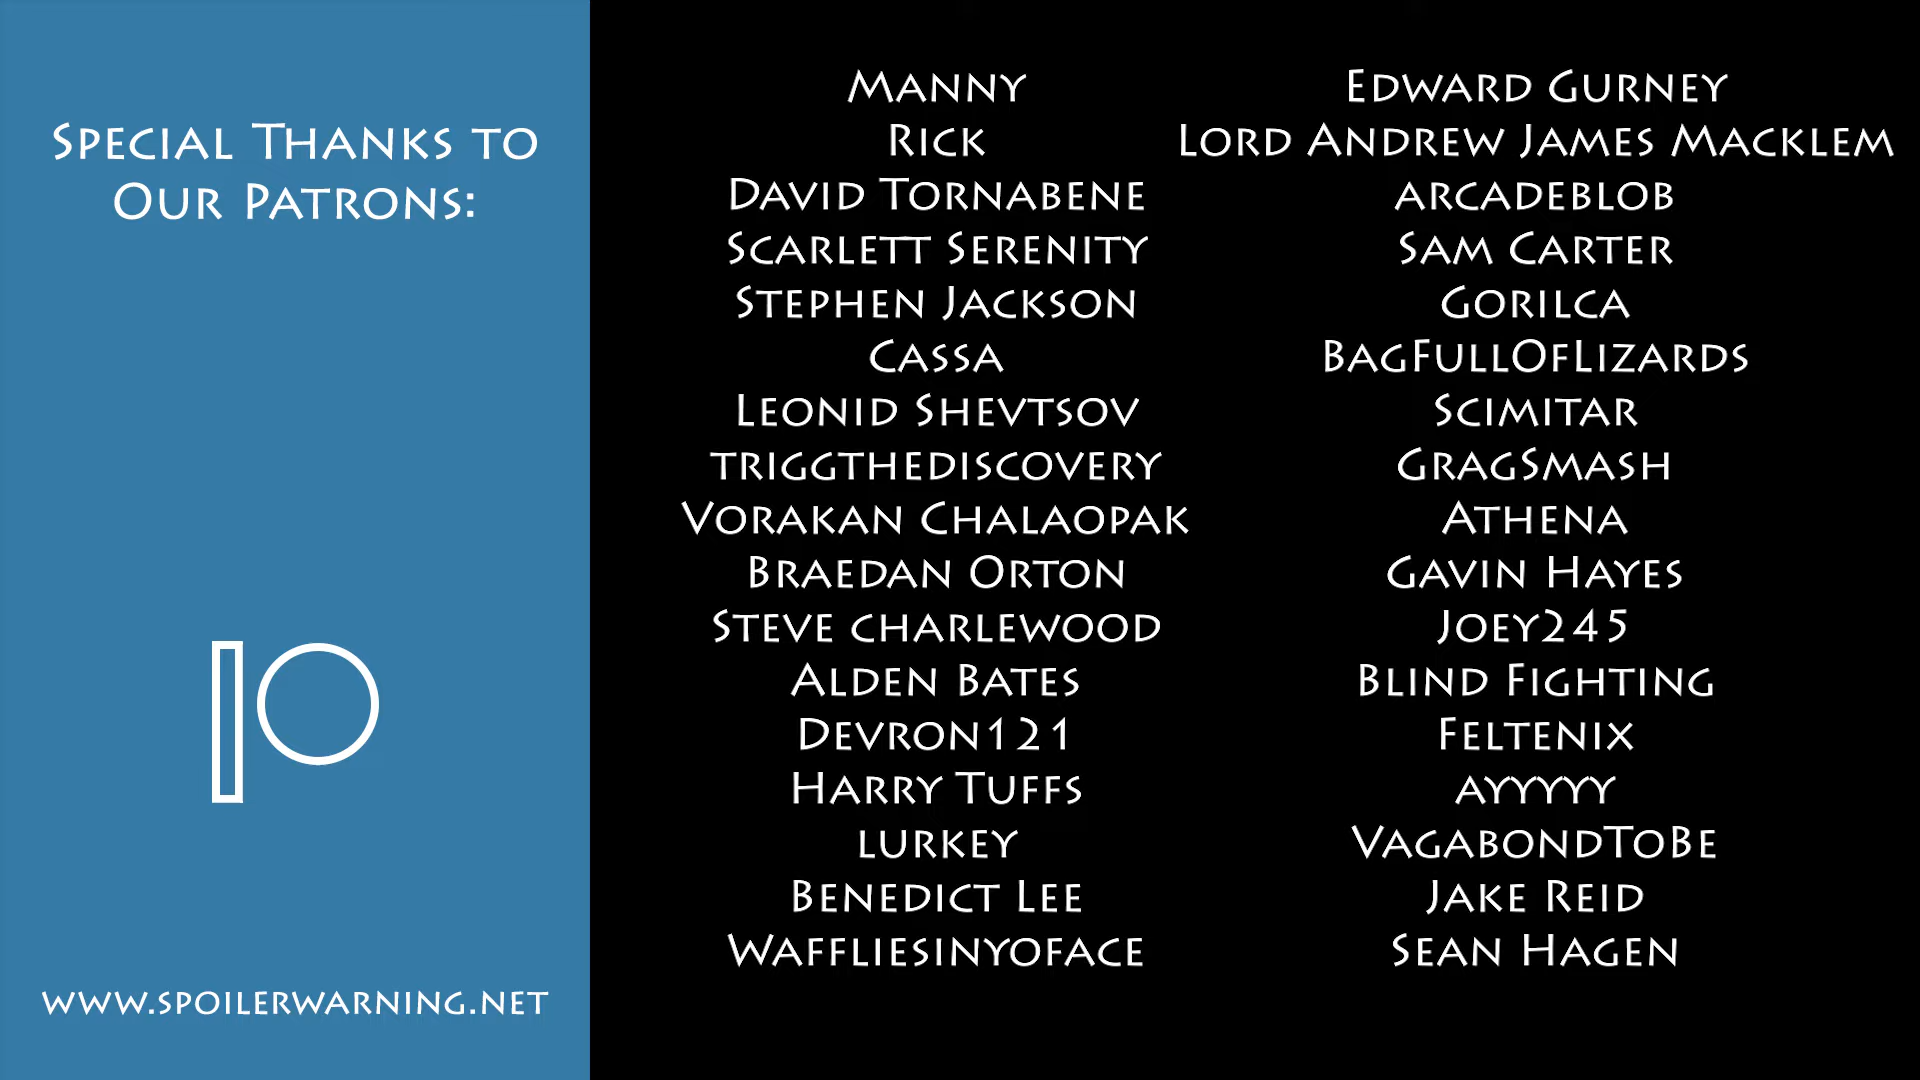 Special Thanks to
Our Patrons:
www.spoilerwarning.net
Manny
Rick
David Tornabene
Scarlett Serenity
Stephen Jackson
Cassa
Leonid Shevtsov
triggthediscovery
Vorakan Chalaopak
Braedan Orton
Steve charlewood
Alden Bates
Devron121
Harry Tuffs
lurkey
Benedict Lee
Waffliesinyoface
Edward Gurney
Lord Andrew James Macklem
arcadeblob
Sam Carter
Gorilca
BagFullOfLizards
Scimitar
GragSmash
Athena
Gavin Hayes
Joey245
Blind Fighting
Feltenix
ayyyyy
VagabondToBe
Jake Reid
Sean Hagen